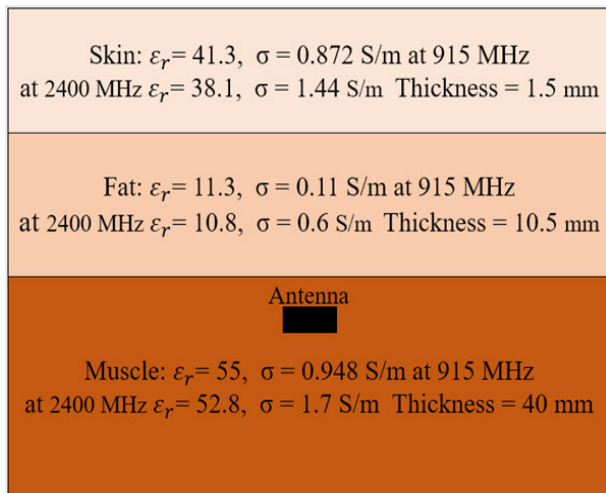 Skin: εᵣ= 41.3, σ = 0.872 S/m at 915 MHz
at 2400 MHz εᵣ= 38.1, σ = 1.44 S/m Thickness = 1.5 mm
Fat: εᵣ= 11.3, σ = 0.11 S/m at 915 MHz
at 2400 MHz εᵣ= 10.8, σ = 0.6 S/m Thickness = 10.5 mm
Antenna
Muscle: εᵣ= 55, σ = 0.948 S/m at 915 MHz
at 2400 MHz εᵣ= 52.8, σ = 1.7 S/m Thickness = 40 mm